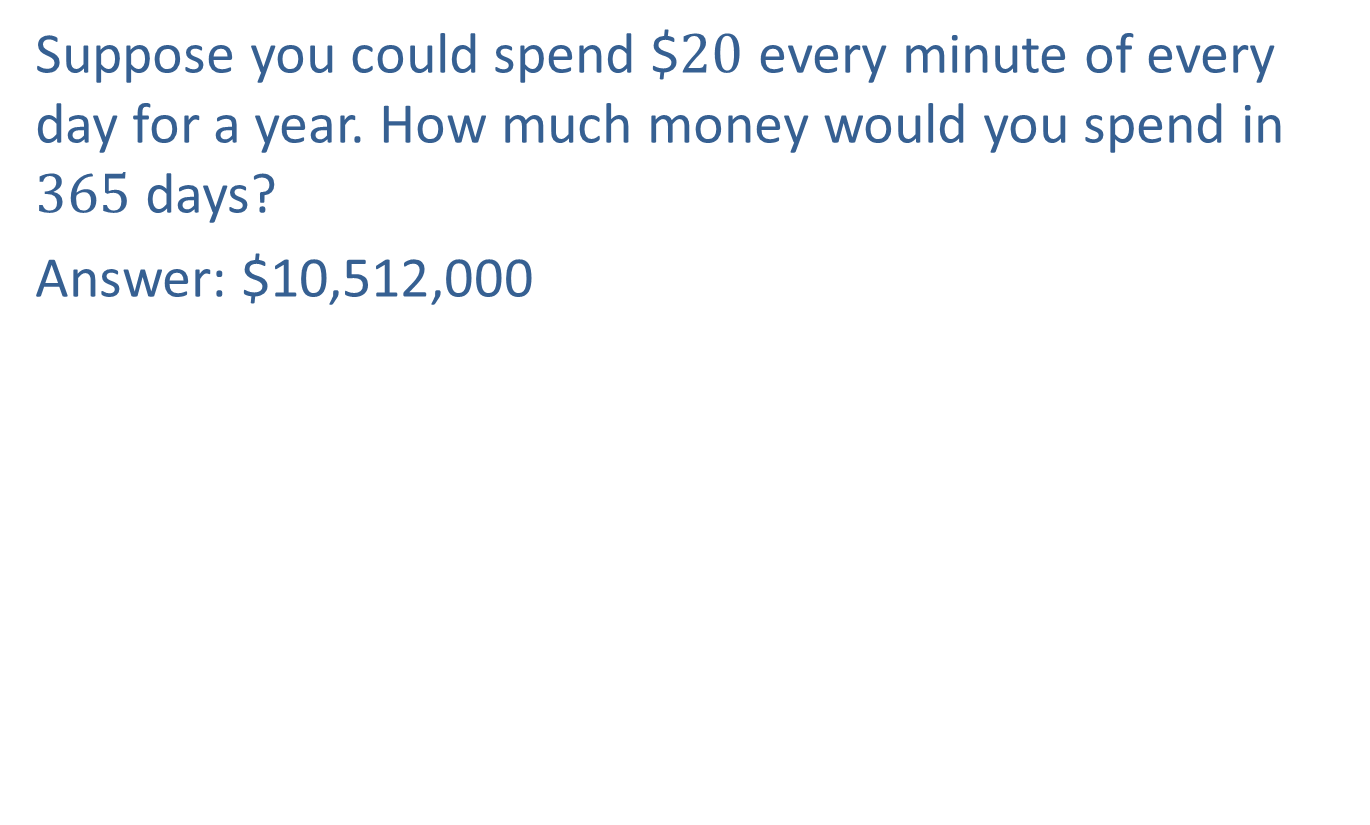 Suppose you could spend $20 every minute of every
day for a year. How much money would you spend in
365 days?
Answer: $10,512,000